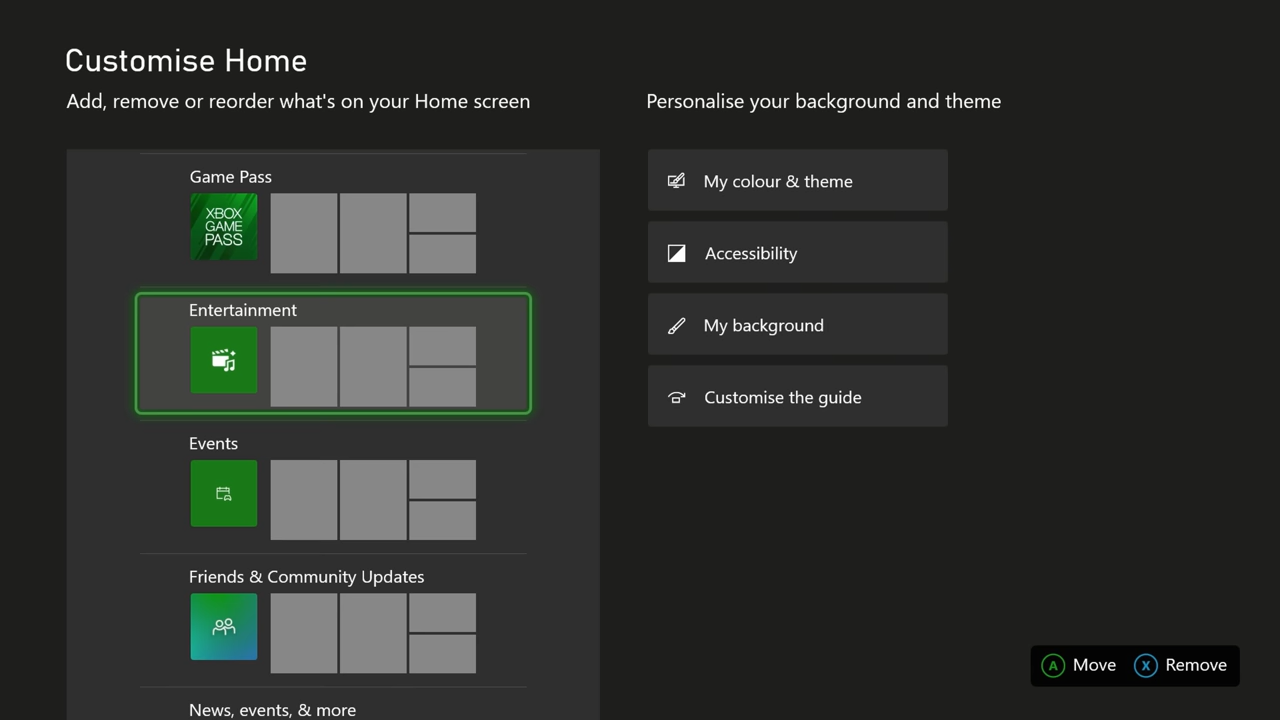 Customise Home
Add, remove or reorder what's on your Home screen
Personalise your background and theme
Game Pass
XBOX
GAME
PASS
Entertainment
Events
Friends & Community Updates
News, events, & more
My colour & theme
Accessibility
My background
Customise the guide
A Move X Remove